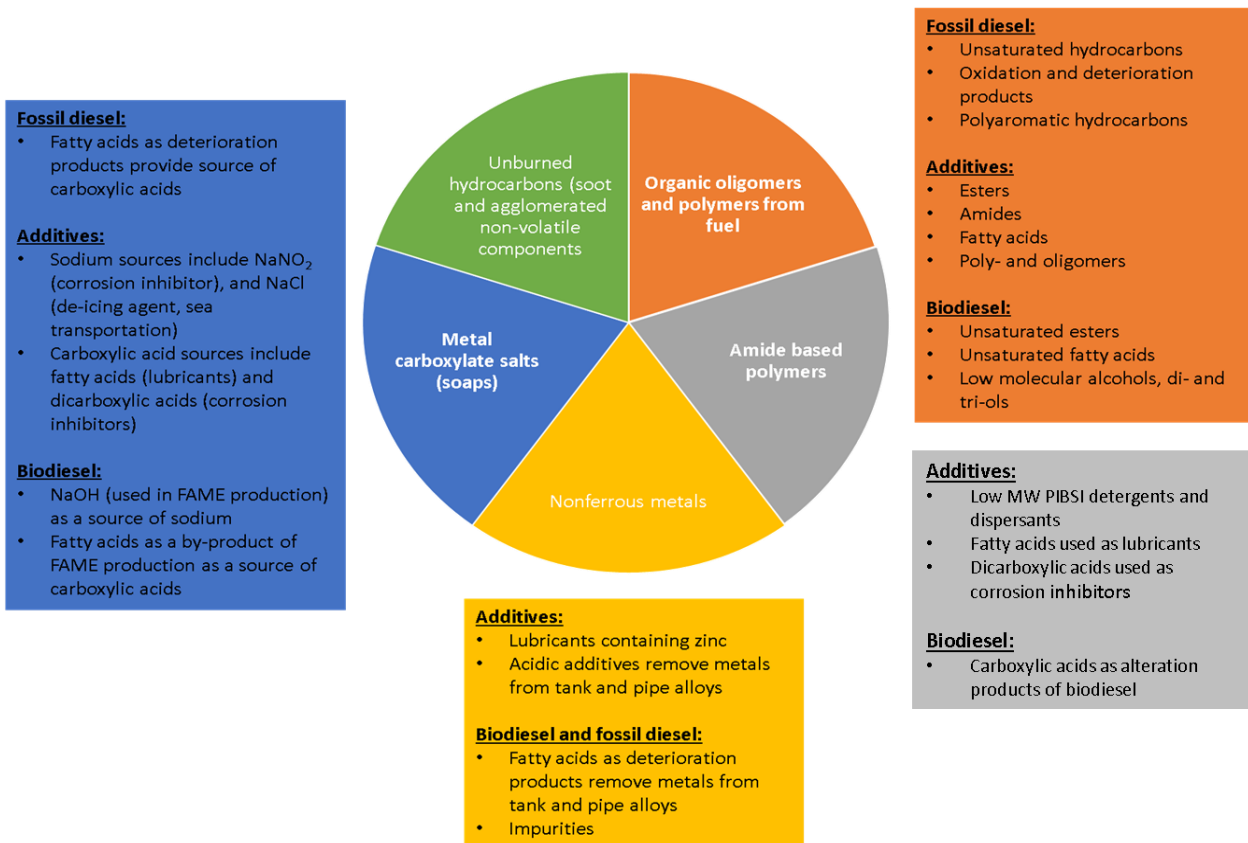 Fossil diesel:
• Fatty acids as deterioration
products provide source of
carboxylic acids
Additives:
• Sodium sources include NaNO₂
(corrosion inhibitor), and NaCl
(de-icing agent, sea
transportation)
• Carboxylic acid sources include
fatty acids (lubricants) and
dicarboxylic acids (corrosion
inhibitors)
Biodiesel:
• NaOH (used in FAME production)
as a source of sodium
• Fatty acids as a by-product of
FAME production as a source of
carboxylic acids
Unburned
hydrocarbons (soot
and agglomerated
non-volatile
components
Organic oligomers
and polymers from
fuel
Metal
carboxylate salts
(soaps)
Amide based
polymers
Nonferrous metals
Additives:
• Lubricants containing zinc
• Acidic additives remove metals
from tank and pipe alloys
Biodiesel and fossil diesel:
• Fatty acids as deterioration
products remove metals from
tank and pipe alloys
• Impurities
Fossil diesel:
• Unsaturated hydrocarbons
• Oxidation and deterioration
products
• Polyaromatic hydrocarbons
Additives:
• Esters
• Amides
• Fatty acids
• Poly- and oligomers
Biodiesel:
• Unsaturated esters
• Unsaturated fatty acids
• Low molecular alcohols, di- and
tri-ols
Additives:
• Low MW PIBSI detergents and
dispersants
• Fatty acids used as lubricants
• Dicarboxylic acids used as
corrosion inhibitors
Biodiesel:
• Carboxylic acids as alteration
products of biodiesel